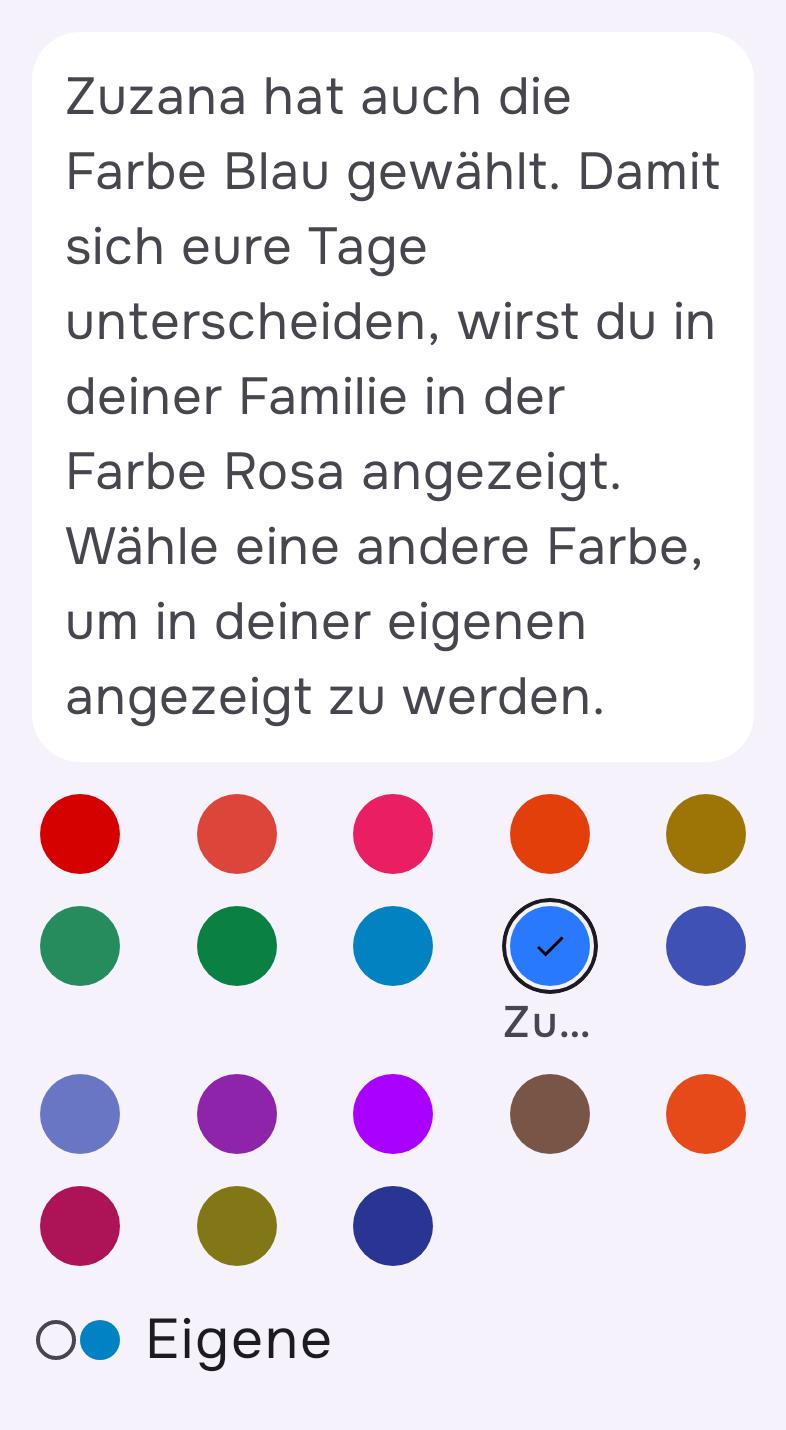 Zuzana hat auch die
Farbe Blau gewählt. Damit
sich eure Tage
unterscheiden, wirst du in
deiner Familie in der
Farbe Rosa angezeigt.
Wähle eine andere Farbe,
um in deiner eigenen
angezeigt zu werden.
Zu...
Eigene